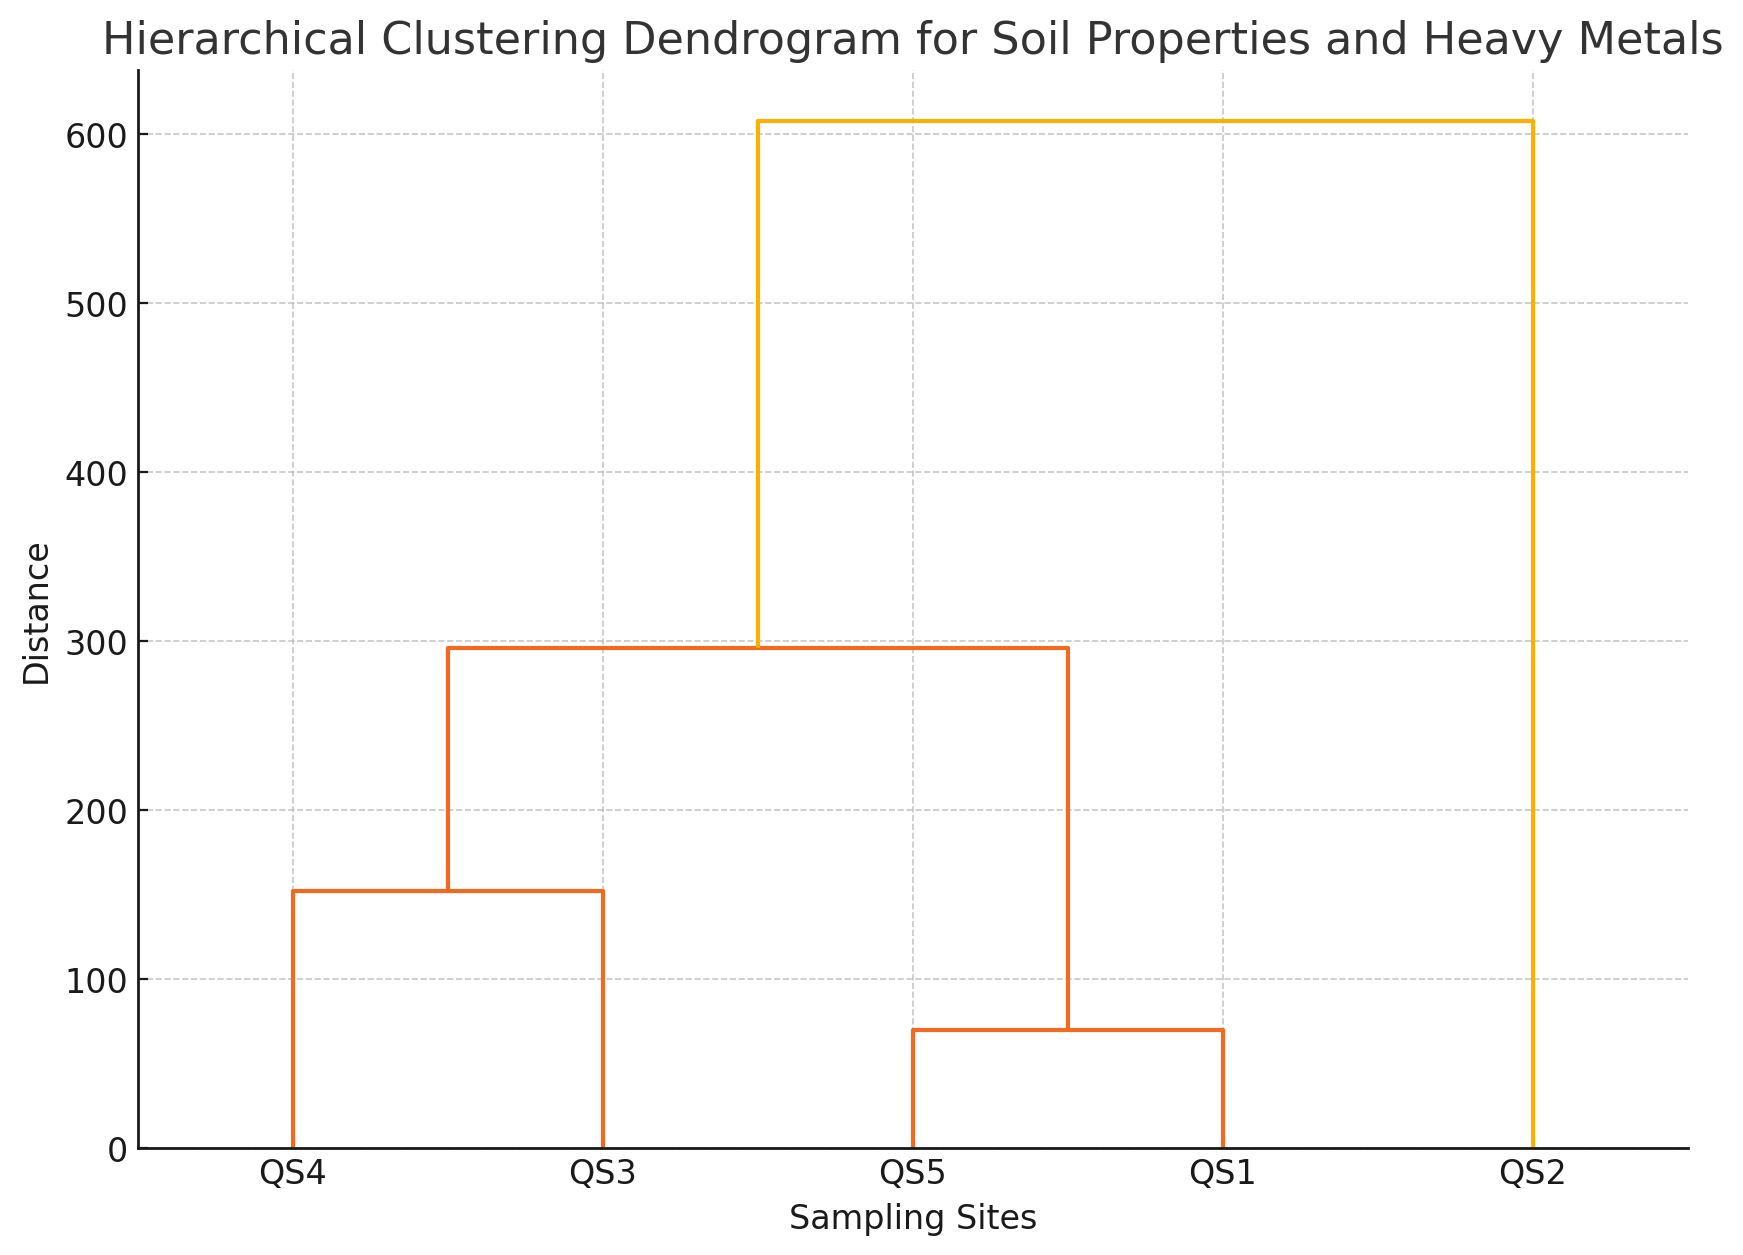 Hierarchical Clustering Dendrogram for Soil Properties and Heavy Metals
600
500
400
300
200
100
0
Distance
QS4 QS3 QS5 QS1 QS2
Sampling Sites